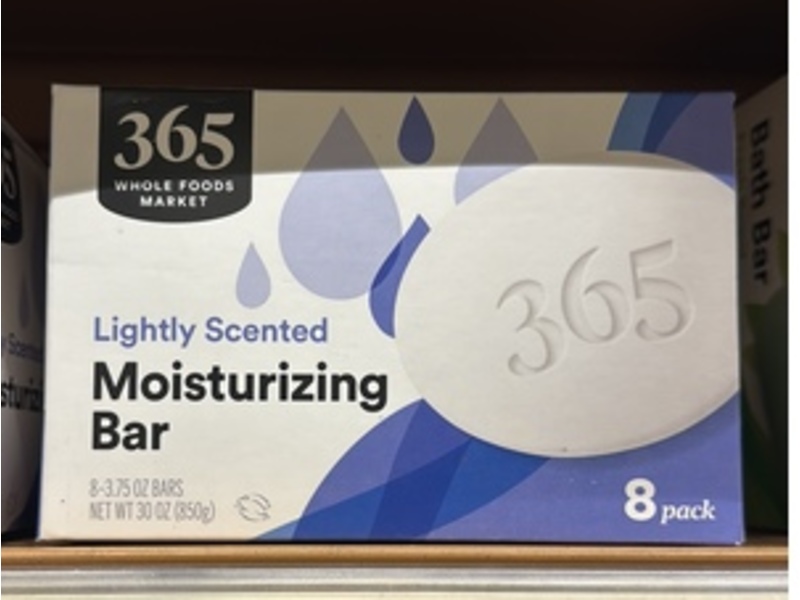 365
WHOLE FOODS
MARKET
Lightly Scented
Moisturizing
Bar
8-3.75 OZ BARS
NET WT 30 OZ (850g)
365
8 pack
Bath Bar